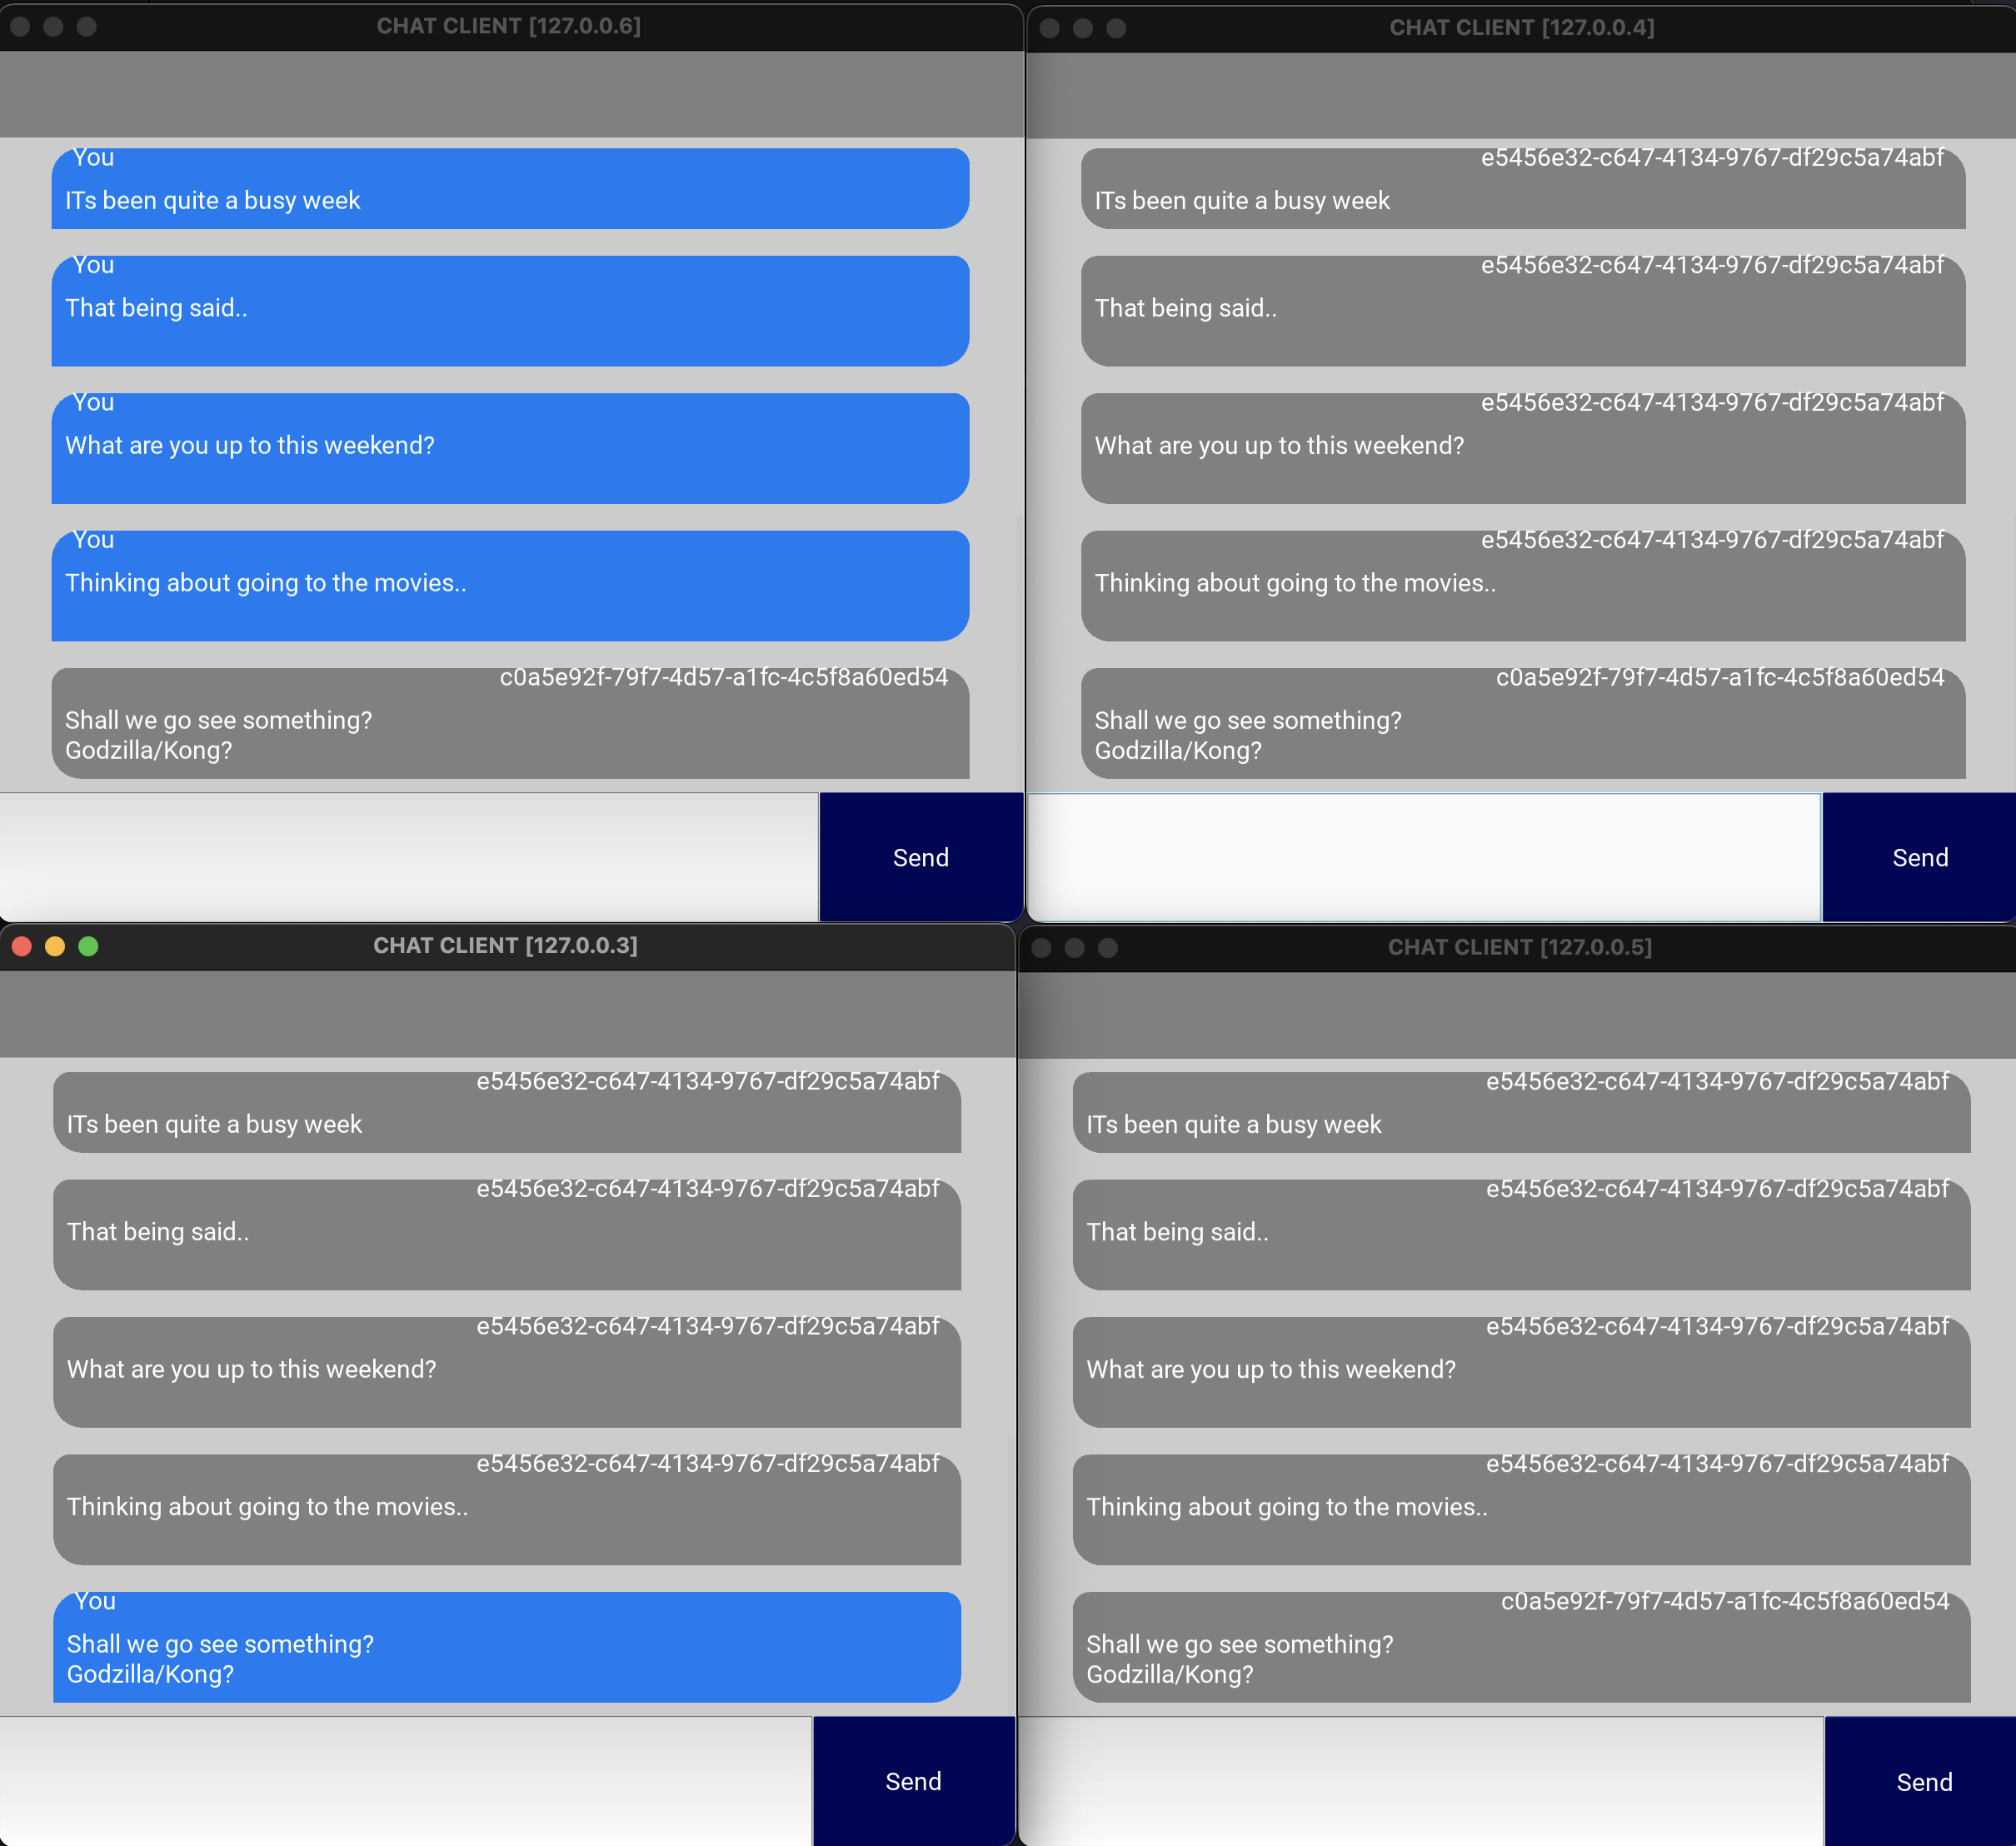 CHAT CLIENT [127.0.0.6]
You
ITs been quite a busy week
You
That being said..
You
What are you up to this weekend?
You
Thinking about going to the movies..
c0a5e92f-79f7-4d57-a1fc-4c5f8a60ed54
Shall we go see something?
Godzilla/Kong?
Send
CHAT CLIENT [127.0.0.4]
e5456e32-c647-4134-9767-df29c5a74abf
ITs been quite a busy week
e5456e32-c647-4134-9767-df29c5a74abf
That being said..
e5456e32-c647-4134-9767-df29c5a74abf
What are you up to this weekend?
e5456e32-c647-4134-9767-df29c5a74abf
Thinking about going to the movies..
c0a5e92f-79f7-4d57-a1fc-4c5f8a60ed54
Shall we go see something?
Godzilla/Kong?
Send
CHAT CLIENT [127.0.0.3]
e5456e32-c647-4134-9767-df29c5a74abf
ITs been quite a busy week
e5456e32-c647-4134-9767-df29c5a74abf
That being said..
e5456e32-c647-4134-9767-df29c5a74abf
What are you up to this weekend?
e5456e32-c647-4134-9767-df29c5a74abf
Thinking about going to the movies..
You
Shall we go see something?
Godzilla/Kong?
Send
CHAT CLIENT [127.0.0.5]
e5456e32-c647-4134-9767-df29c5a74abf
ITs been quite a busy week
e5456e32-c647-4134-9767-df29c5a74abf
That being said..
e5456e32-c647-4134-9767-df29c5a74abf
What are you up to this weekend?
e5456e32-c647-4134-9767-df29c5a74abf
Thinking about going to the movies..
c0a5e92f-79f7-4d57-a1fc-4c5f8a60ed54
Shall we go see something?
Godzilla/Kong?
Send